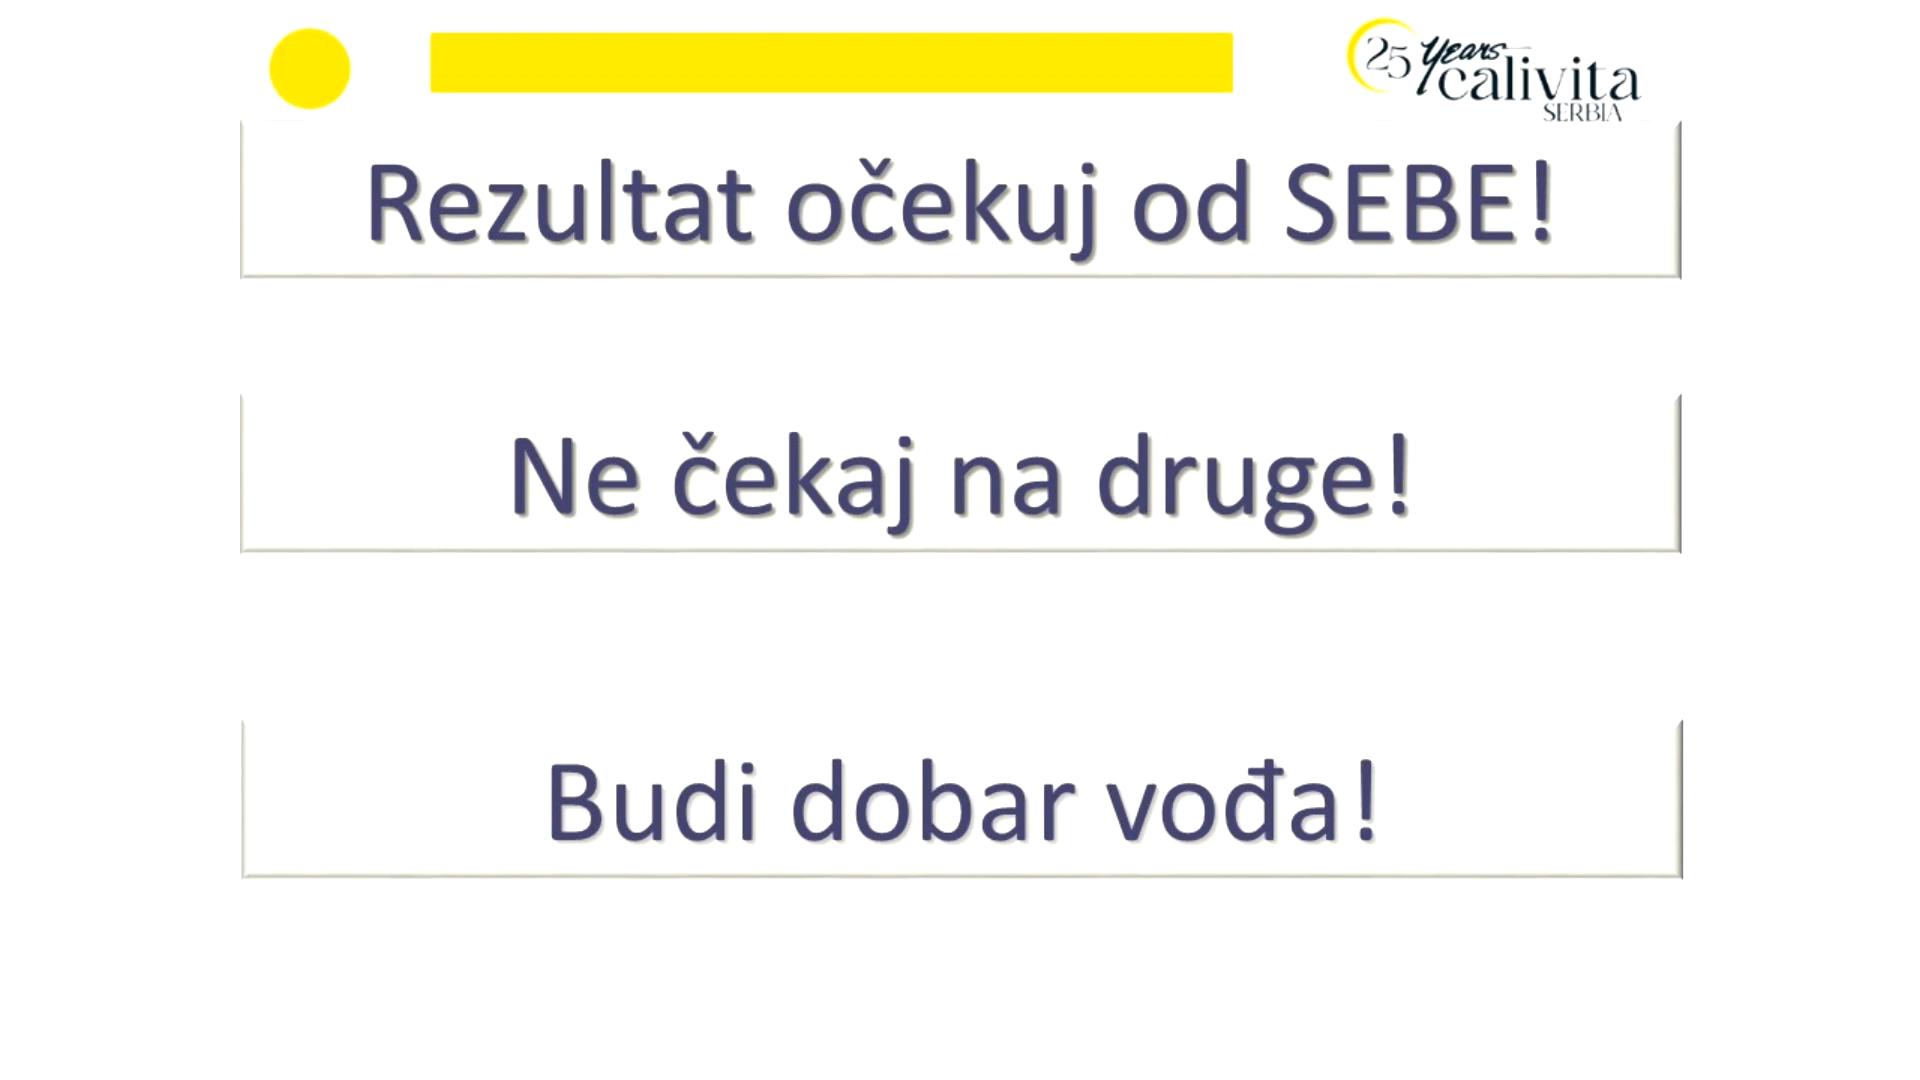 25 Years
calivita
SERBIA
Rezultat očekuj od SEBE!
Ne čekaj na druge!
Budi dobar vođa!